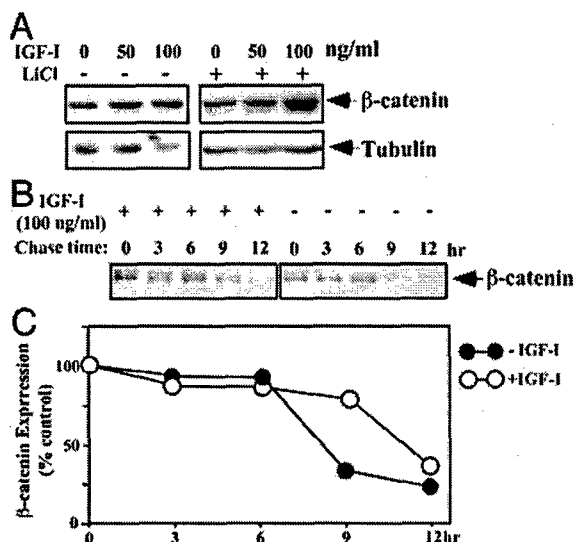 A
IGF-I 0 50 100 0 50 100 ng/ml
LiCl - - - + + +
β-catenin
Tubulin
B IGF-I + + + + + - - - - -
(100 ng/ml)
Chase time: 0 3 6 9 12 0 3 6 9 12 hr
β-catenin
C
β-catenin Exprression
(% control)
100
50
0
0 3 6 9 12hr
- IGF-I
+IGF-I